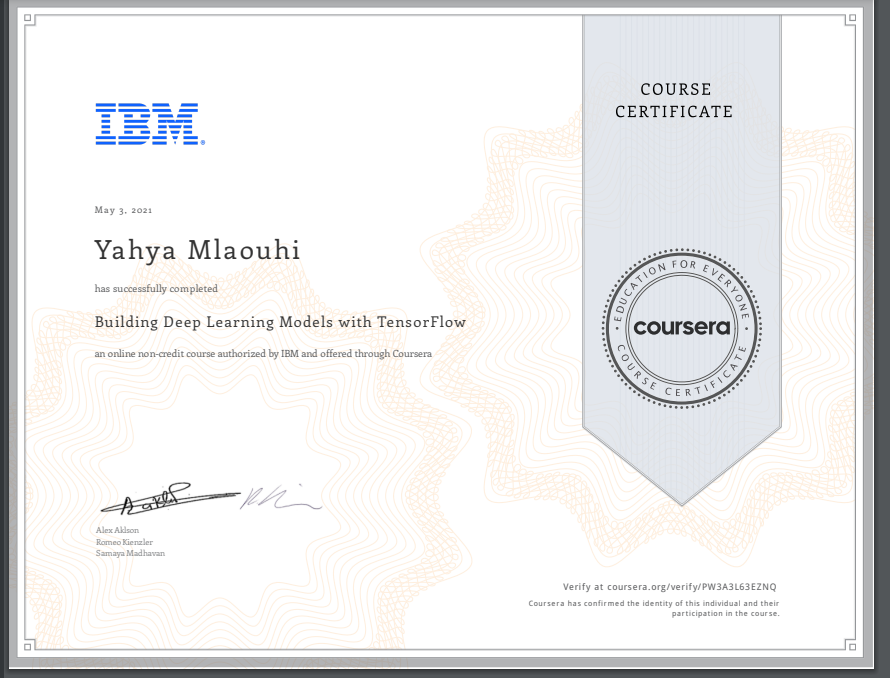 IBM®
May 3, 2021
Yahya Mlaouhi
has successfully completed
Building Deep Learning Models with TensorFlow
an online non-credit course authorized by IBM and offered through Coursera
Alex Aklson
Romeo Kienzler
Samaya Madhavan
COURSE
CERTIFICATE
EDUCATION FOR EVERYONE
coursera
COURSE CERTIFICATE
Verify at coursera.org/verify/PW3A3L63EZNQ
Coursera has confirmed the identity of this individual and their
participation in the course.